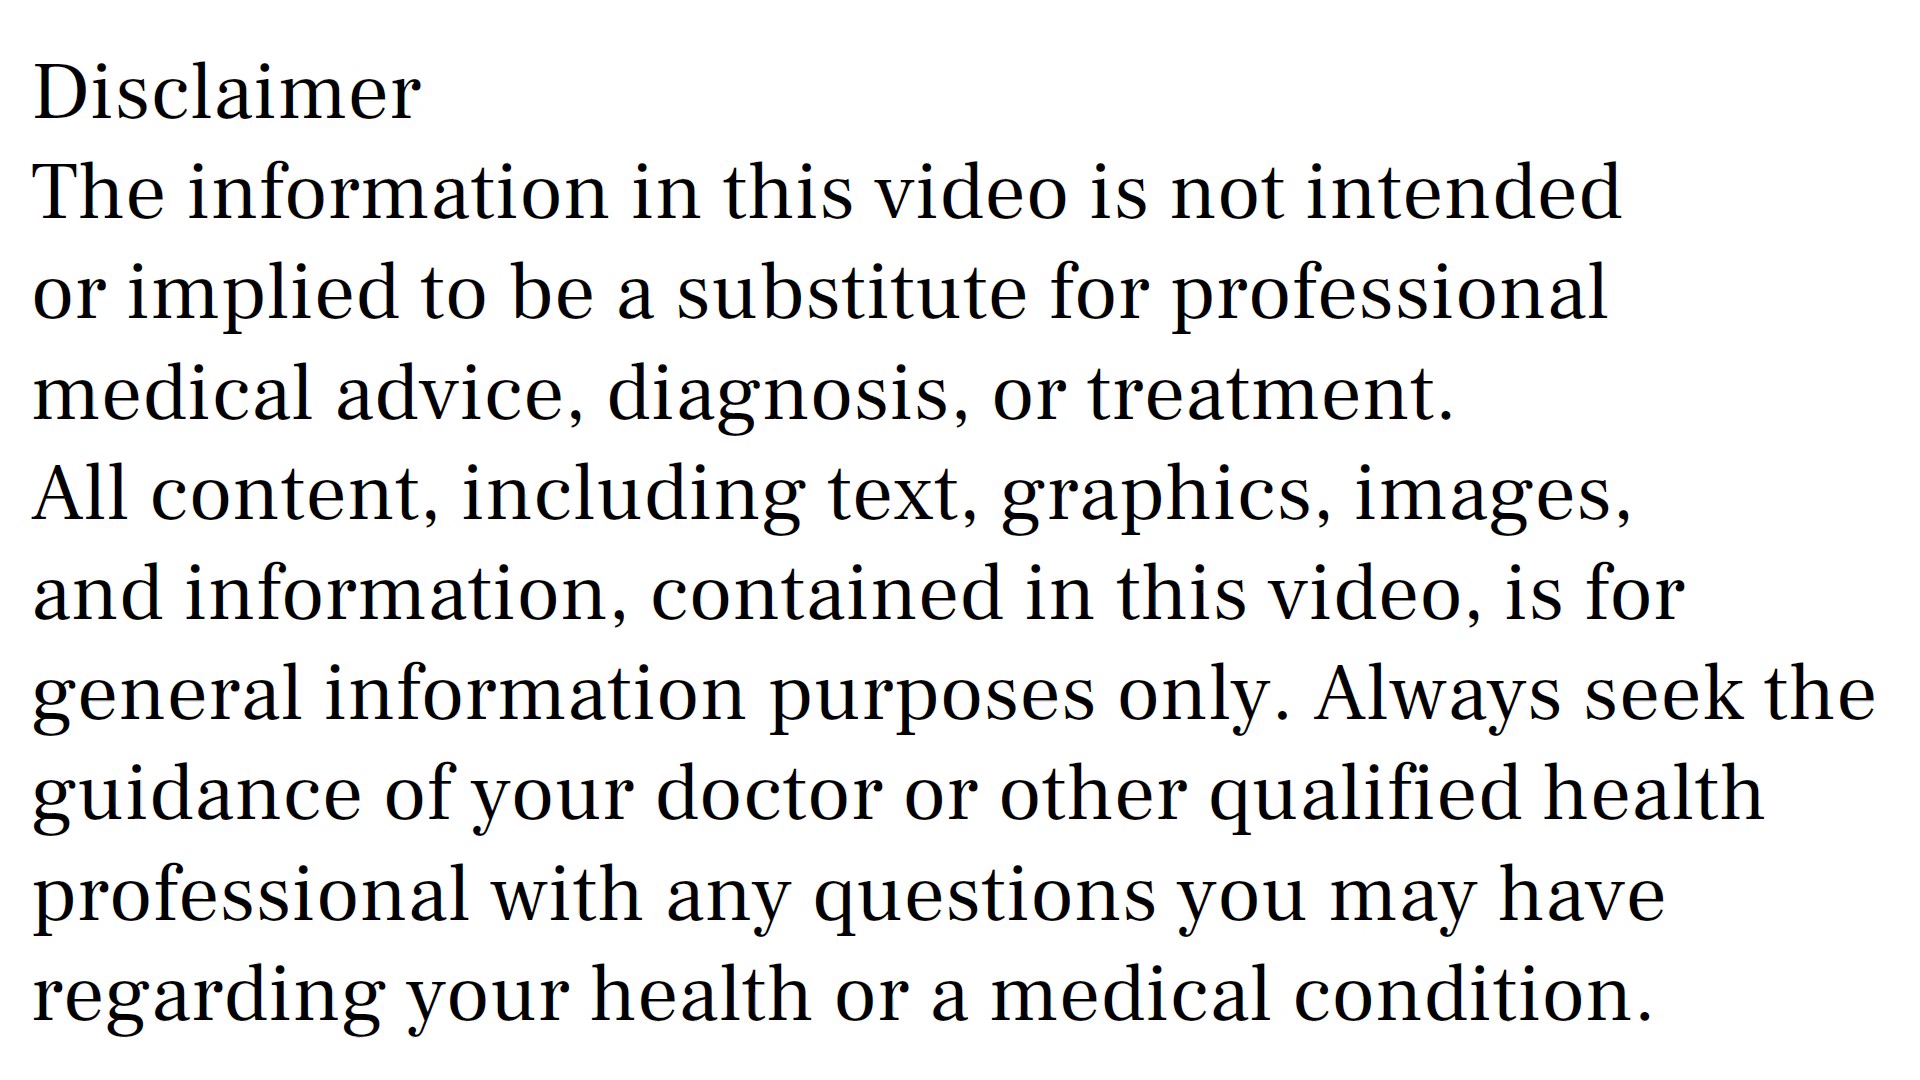 Disclaimer
The information in this video is not intended
or implied to be a substitute for professional
medical advice, diagnosis, or treatment.
All content, including text, graphics, images,
and information, contained in this video, is for
general information purposes only. Always seek the
guidance of your doctor or other qualified health
professional with any questions you may have
regarding your health or a medical condition.